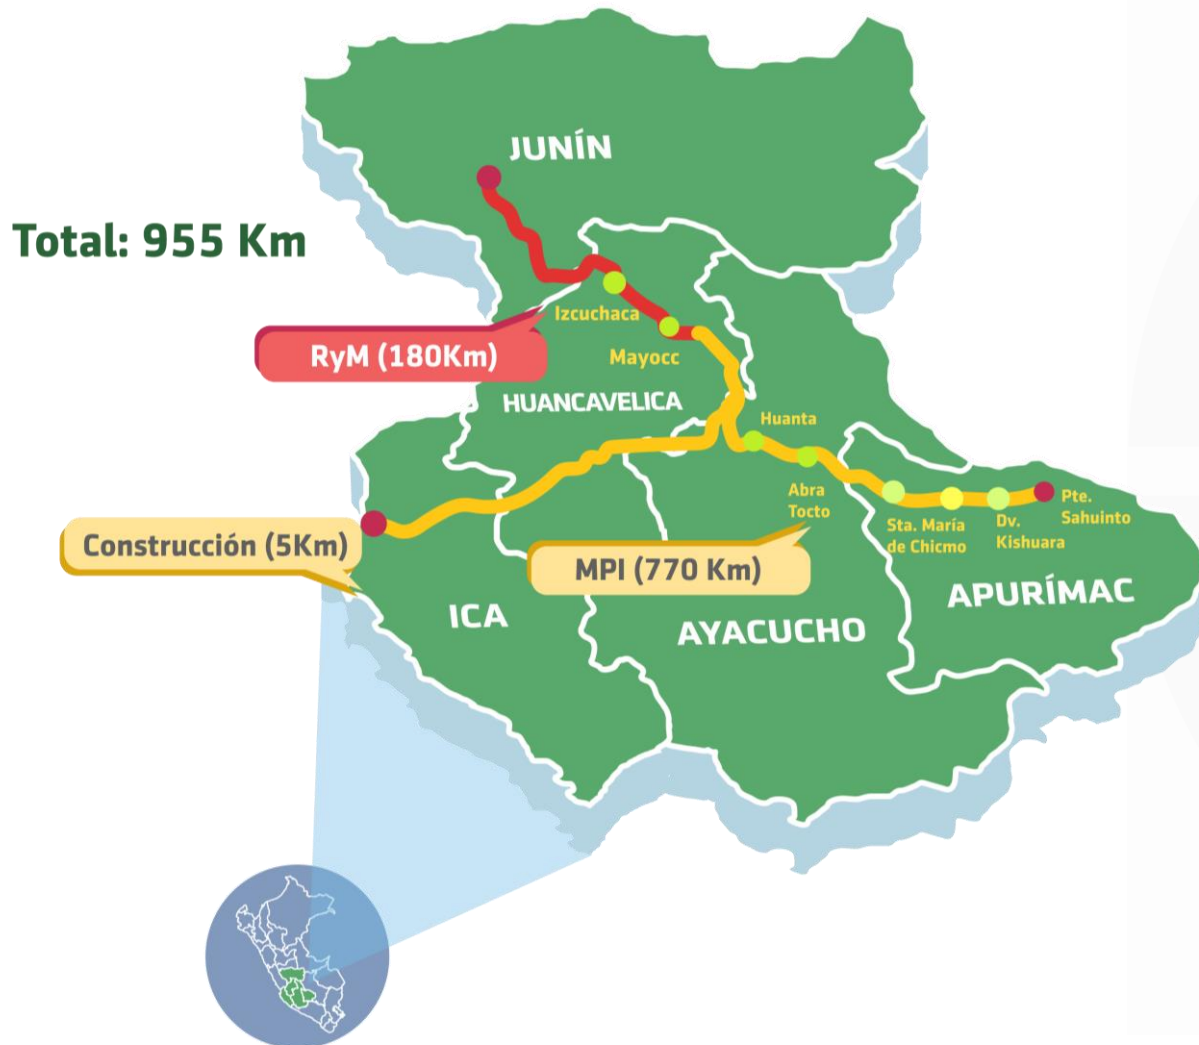 JUNÍN
Total: 955 Km
Izcuchaca
RyM (180Km)
Mayocc
HUANCAVELICA
Huanta
Abra
Tocto
Sta. María
de Chicmo
Dv.
Kishuara
Pte.
Sahuinto
Construcción (5Km)
MPI (770 Km)
ICA
AYACUCHO
APURÍMAC